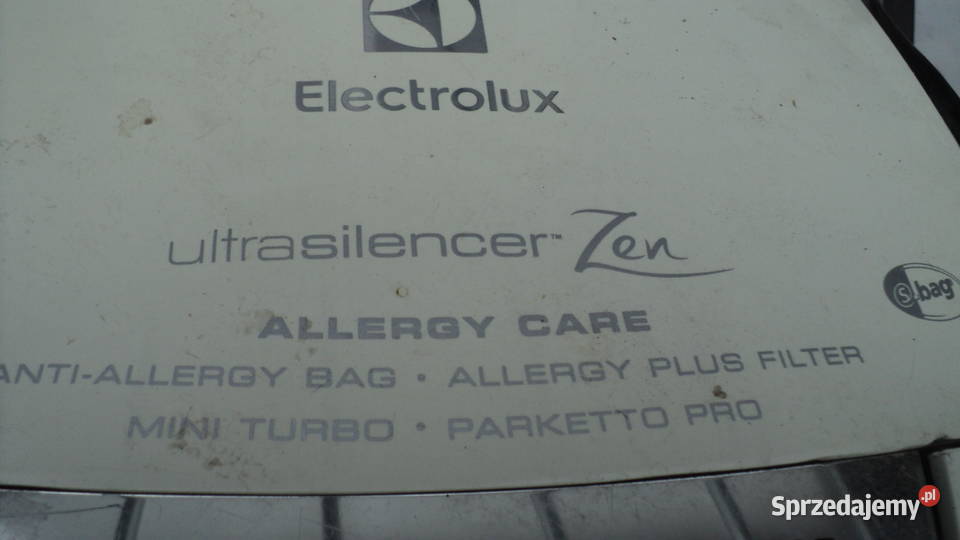 Electrolux
ultrasilencer™ Zen
s-bag
ALLERGY CARE
ANTI-ALLERGY BAG • ALLERGY PLUS FILTER
MINI TURBO • PARKETTO PRO
Sprzedajemy.pl